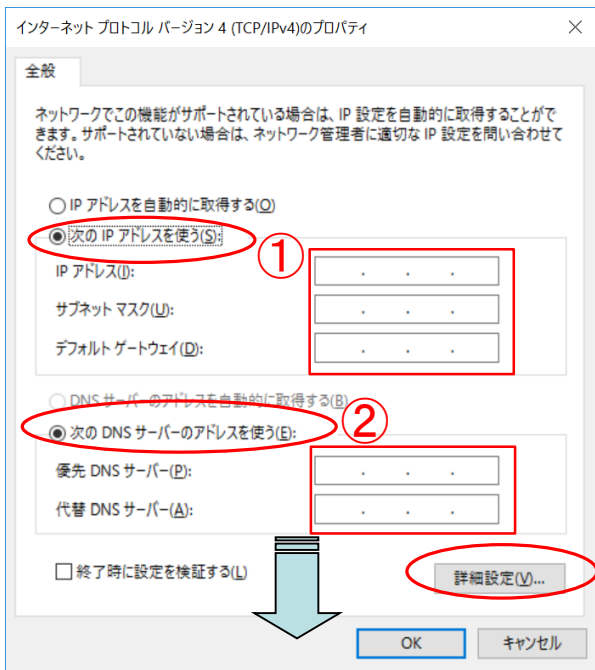 インターネット プロトコル バージョン 4 (TCP/IPv4)のプロパティ
全般
ネットワークでこの機能がサポートされている場合は、IP 設定を自動的に取得することがで
きます。サポートされていない場合は、ネットワーク管理者に適切な IP 設定を問い合わせて
ください。
IP アドレスを自動的に取得する(O)
次の IP アドレスを使う(S):
①
IP アドレス(I):
サブネット マスク(U):
デフォルト ゲートウェイ(D):
DNS サーバーのアドレスを自動的に取得する(B)
次の DNS サーバーのアドレスを使う(E):
②
優先 DNS サーバー(P):
代替 DNS サーバー(A):
終了時に設定を検証する(L)
詳細設定(V)...
OK
キャンセル